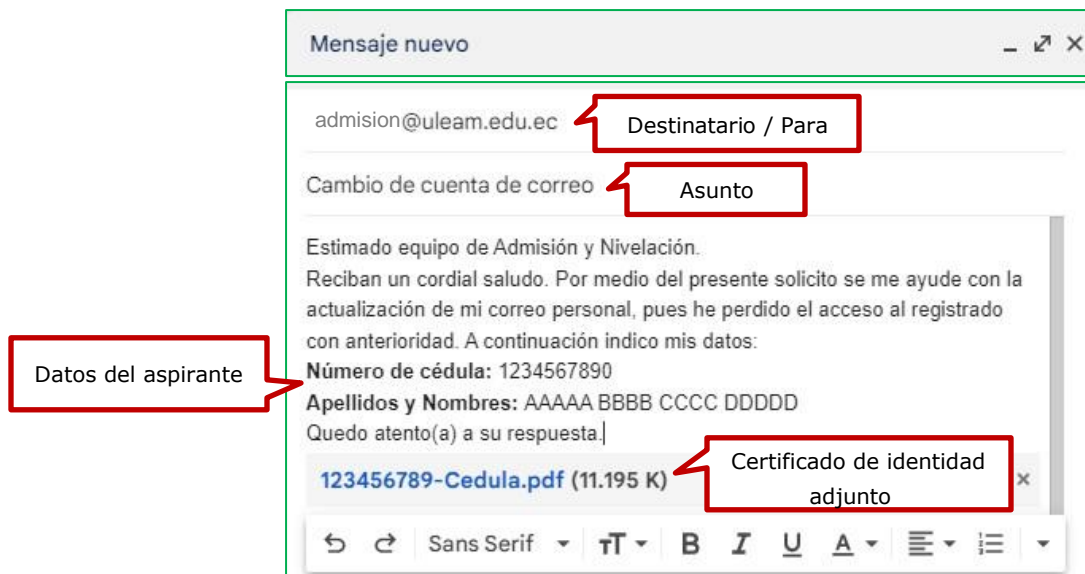 Mensaje nuevo
admision@uleam.edu.ec
Destinatario / Para
Cambio de cuenta de correo
Asunto
Estimado equipo de Admisión y Nivelación.
Reciban un cordial saludo. Por medio del presente solicito se me ayude con la
actualización de mi correo personal, pues he perdido el acceso al registrado
con anterioridad. A continuación indico mis datos:
Datos del aspirante
Número de cédula: 1234567890
Apellidos y Nombres: AAAAA BBBB CCCC DDDDD
Quedo atento(a) a su respuesta.
123456789-Cedula.pdf (11.195 K)
Certificado de identidad
adjunto
Sans Serif